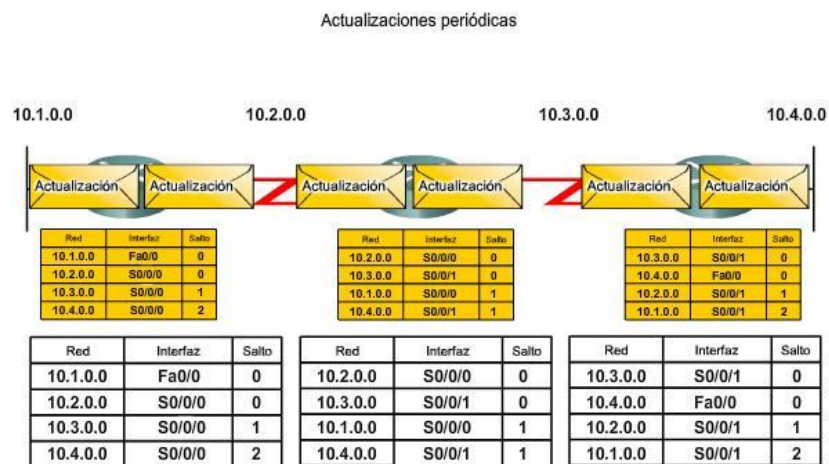 Actualizaciones periódicas
10.1.0.0 10.2.0.0 10.3.0.0 10.4.0.0
Actualización Actualización Actualización Actualización Actualización Actualización
Red Interfaz Salto
10.1.0.0 Fa0/0 0
10.2.0.0 S0/0/0 0
10.3.0.0 S0/0/0 1
10.4.0.0 S0/0/0 2
Red Interfaz Salto
10.2.0.0 S0/0/0 0
10.3.0.0 S0/0/1 0
10.1.0.0 S0/0/0 1
10.4.0.0 S0/0/1 1
Red Interfaz Salto
10.3.0.0 S0/0/1 0
10.4.0.0 Fa0/0 0
10.2.0.0 S0/0/1 1
10.1.0.0 S0/0/1 2
Red Interfaz Salto
10.1.0.0 Fa0/0 0
10.2.0.0 S0/0/0 0
10.3.0.0 S0/0/0 1
10.4.0.0 S0/0/0 2
Red Interfaz Salto
10.2.0.0 S0/0/0 0
10.3.0.0 S0/0/1 0
10.1.0.0 S0/0/0 1
10.4.0.0 S0/0/1 1
Red Interfaz Salto
10.3.0.0 S0/0/1 0
10.4.0.0 Fa0/0 0
10.2.0.0 S0/0/1 1
10.1.0.0 S0/0/1 2